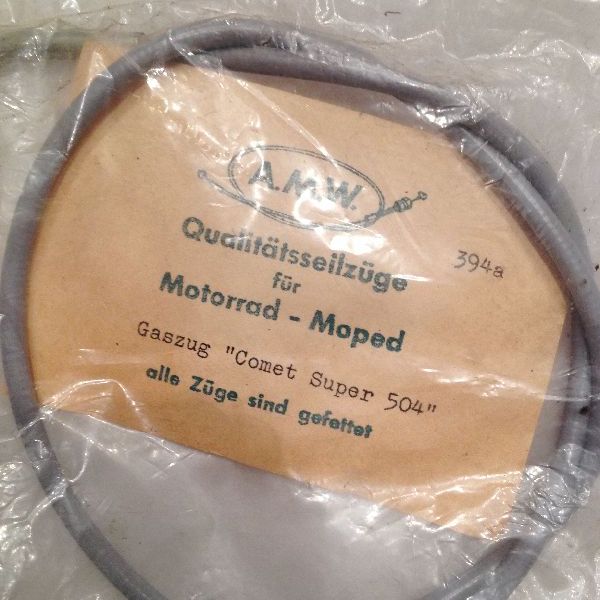 A.M.W.
Qualitätsseilzüge
für
394a
Motorrad - Moped
Gaszug "Comet Super 504"
alle Züge sind gefettet